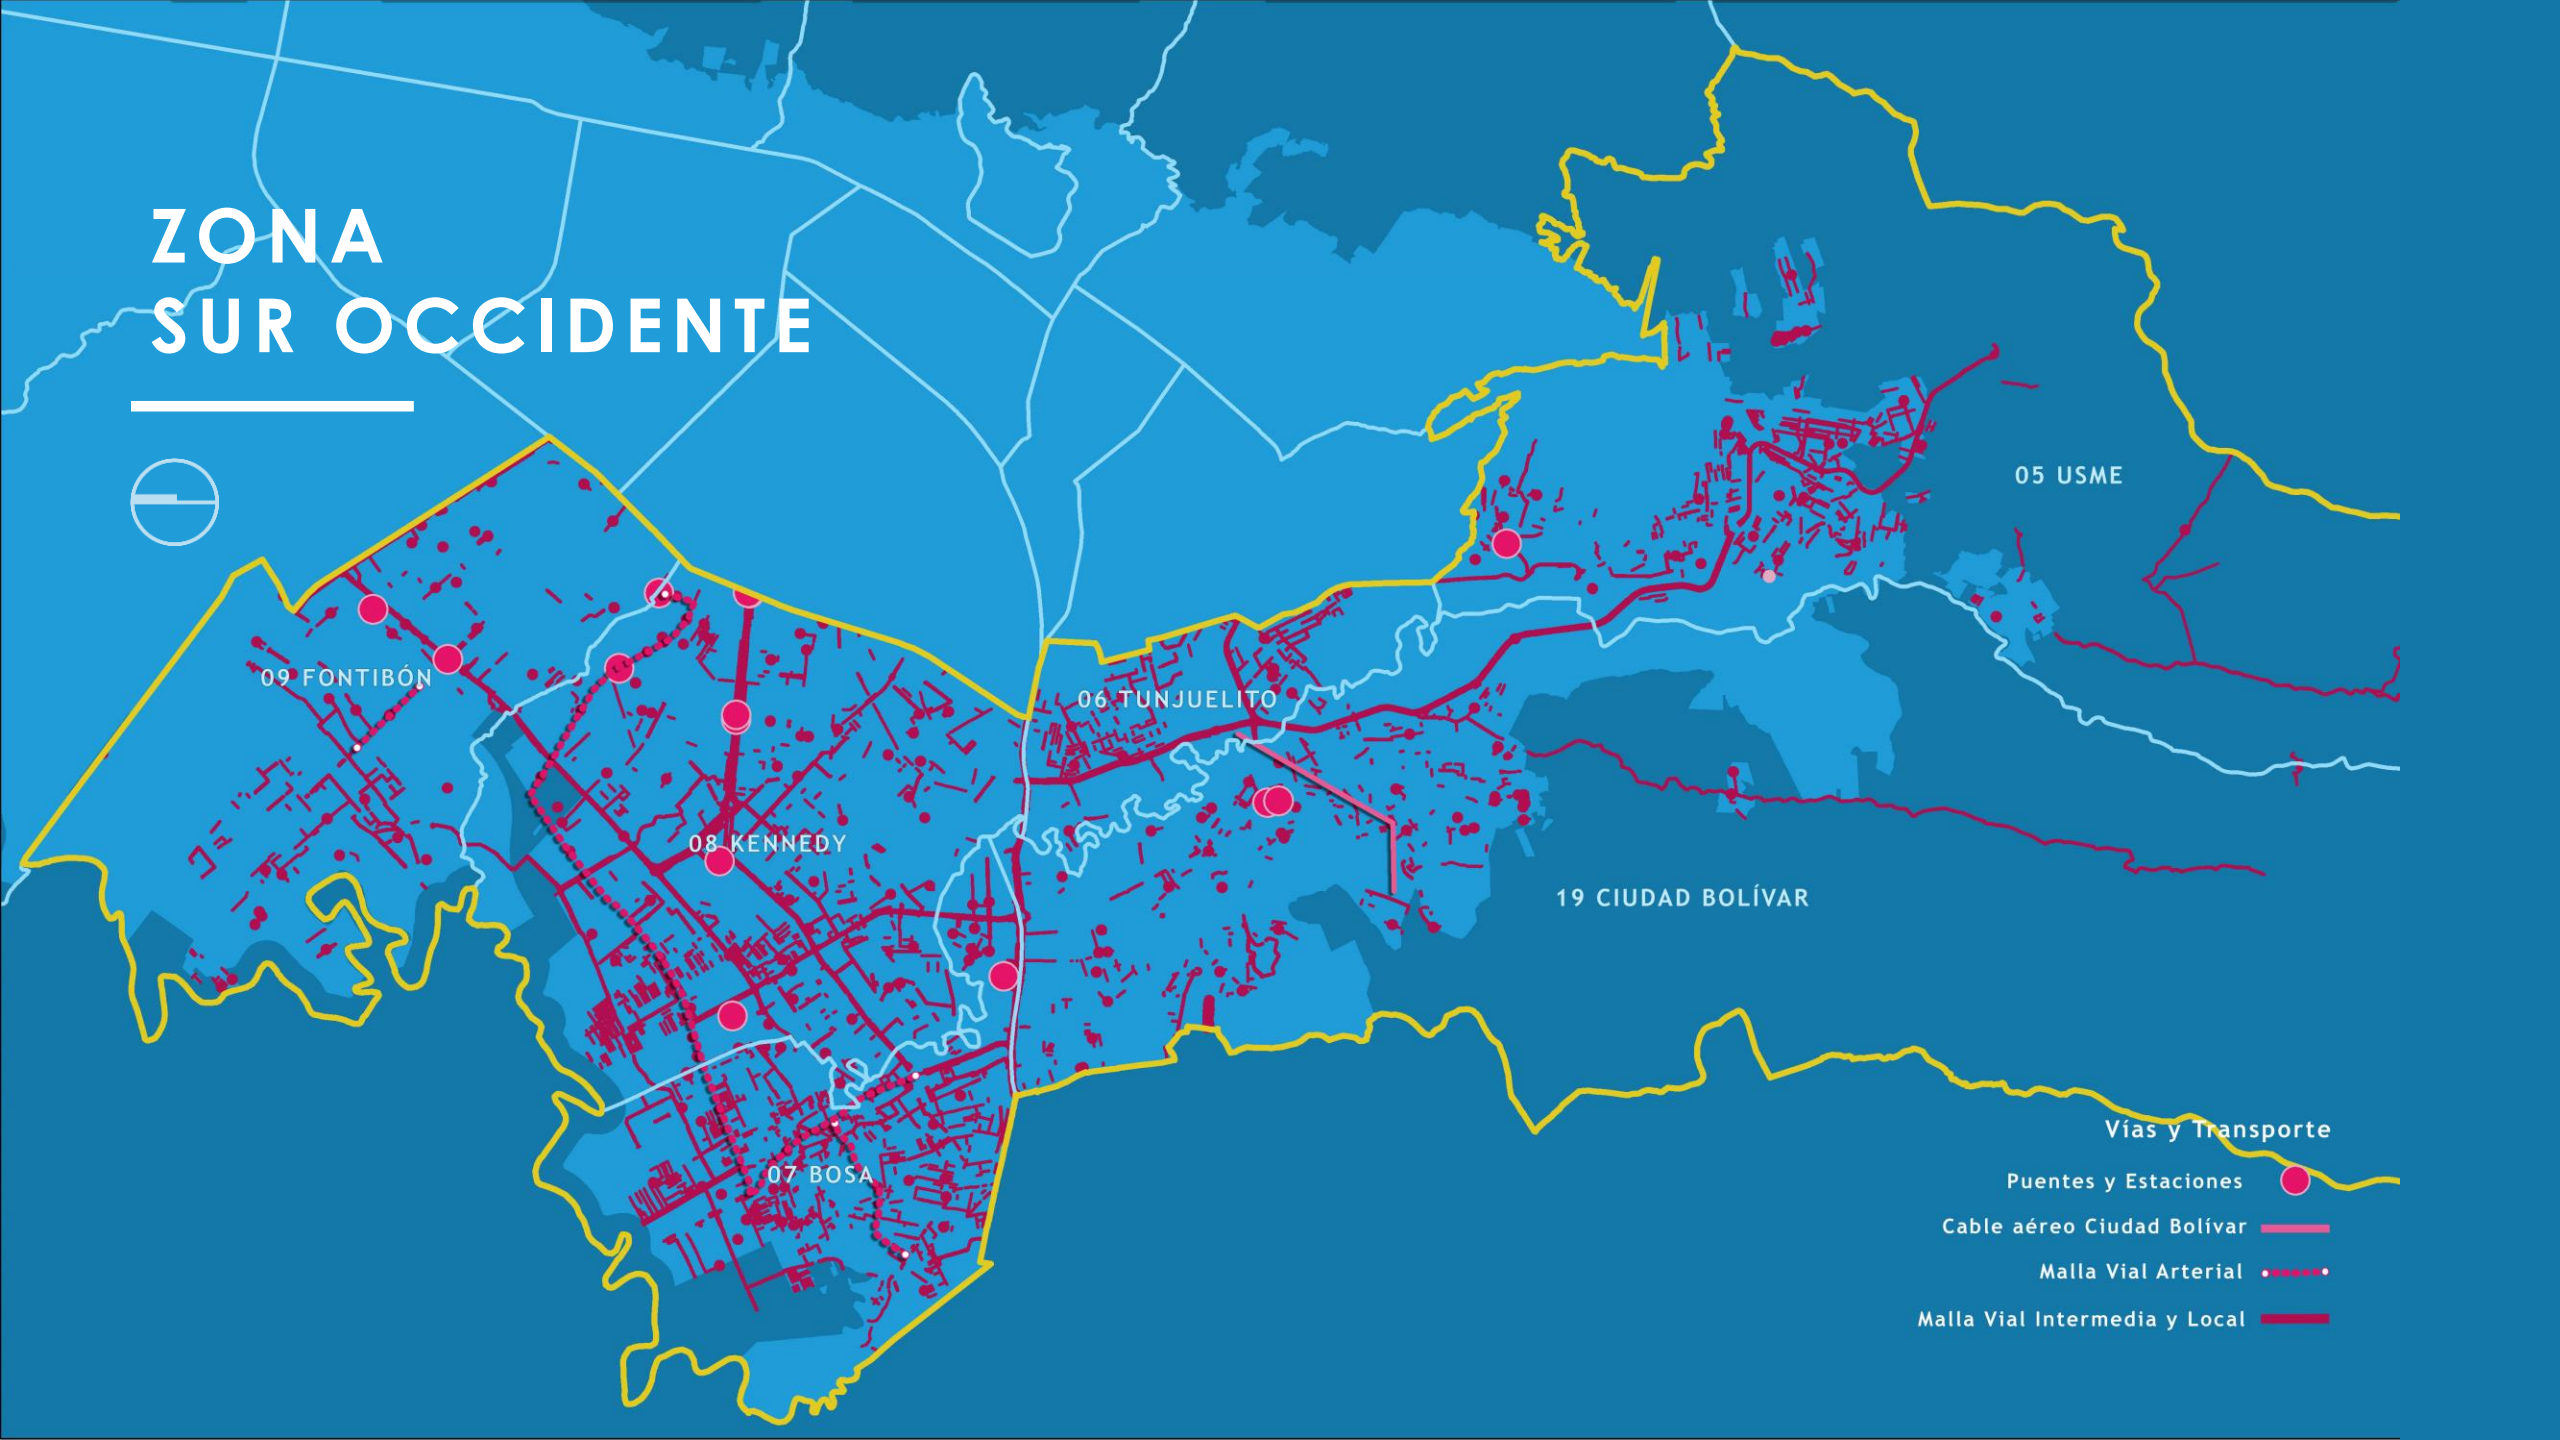 ZONA
SUR OCCIDENTE
05 USME
09 FONTIBÓN
06 TUNJUELITO
08 KENNEDY
19 CIUDAD BOLÍVAR
07 BOSA
Vías y Transporte
Puentes y Estaciones
Cable aéreo Ciudad Bolívar
Malla Vial Arterial
Malla Vial Intermedia y Local